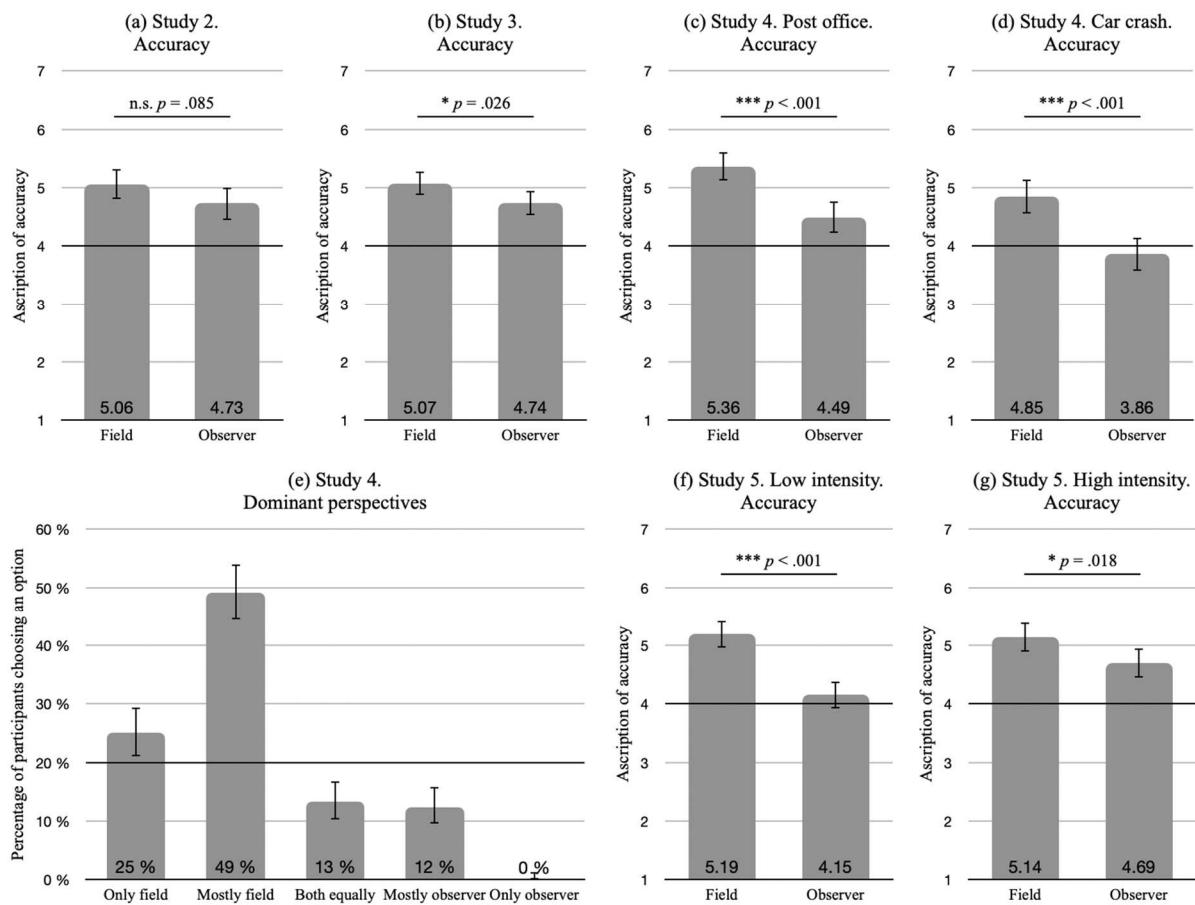 (a) Study 2.
Accuracy
7
6
5
4
3
2
1
Ascription of accuracy
n.s. p = .085
5.06
4.73
Field
Observer
(b) Study 3.
Accuracy
7
6
5
4
3
2
1
Ascription of accuracy
* p = .026
5.07
4.74
Field
Observer
(c) Study 4. Post office.
Accuracy
7
6
5
4
3
2
1
Ascription of accuracy
*** p < .001
5.36
4.49
Field
Observer
(d) Study 4. Car crash.
Accuracy
7
6
5
4
3
2
1
Ascription of accuracy
*** p < .001
4.85
3.86
Field
Observer
(e) Study 4.
Dominant perspectives
60 %
50 %
40 %
30 %
20 %
10 %
0 %
Percentage of participants choosing an option
25 %
49 %
13 %
12 %
0 %
Only field
Mostly field
Both equally
Mostly observer
Only observer
(f) Study 5. Low intensity.
Accuracy
7
6
5
4
3
2
1
Ascription of accuracy
*** p < .001
5.19
4.15
Field
Observer
(g) Study 5. High intensity.
Accuracy
7
6
5
4
3
2
1
Ascription of accuracy
* p = .018
5.14
4.69
Field
Observer